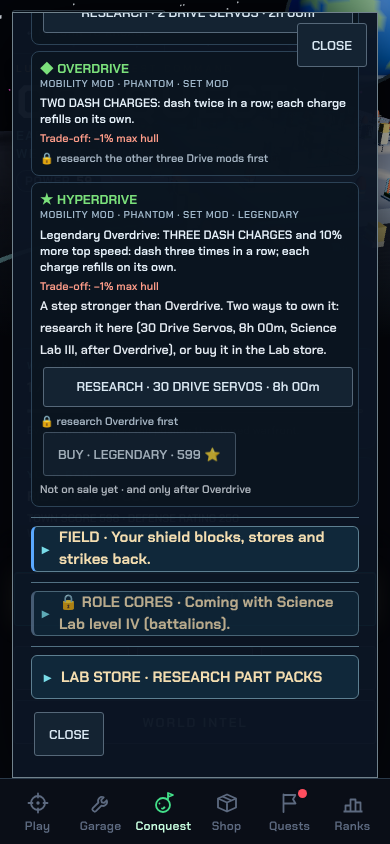 RESEARCH · 2 DRIVE SERVOS · 2h 00m
CLOSE
OVERDRIVE
MOBILITY MOD · PHANTOM · SET MOD
TWO DASH CHARGES: dash twice in a row; each charge
refills on its own.
Trade-off: –1% max hull
🔒 research the other three Drive mods first
★ HYPERDRIVE
MOBILITY MOD · PHANTOM · SET MOD · LEGENDARY
Legendary Overdrive: THREE DASH CHARGES and 10%
more top speed: dash three times in a row; each
charge refills on its own.
Trade-off: –1% max hull
A step stronger than Overdrive. Two ways to own it:
research it here (30 Drive Servos, 8h 00m, Science
Lab III, after Overdrive), or buy it in the Lab store.
RESEARCH · 30 DRIVE SERVOS · 8h 00m
🔒 research Overdrive first
BUY · LEGENDARY · 599 ⭐
Not on sale yet · and only after Overdrive
FIELD · Your shield blocks, stores and
strikes back.
🔒 ROLE CORES · Coming with Science
Lab level IV (battalions).
LAB STORE · RESEARCH PART PACKS
WORLD INTEL
CLOSE
Play
Garage
Conquest
Shop
Quests
Ranks